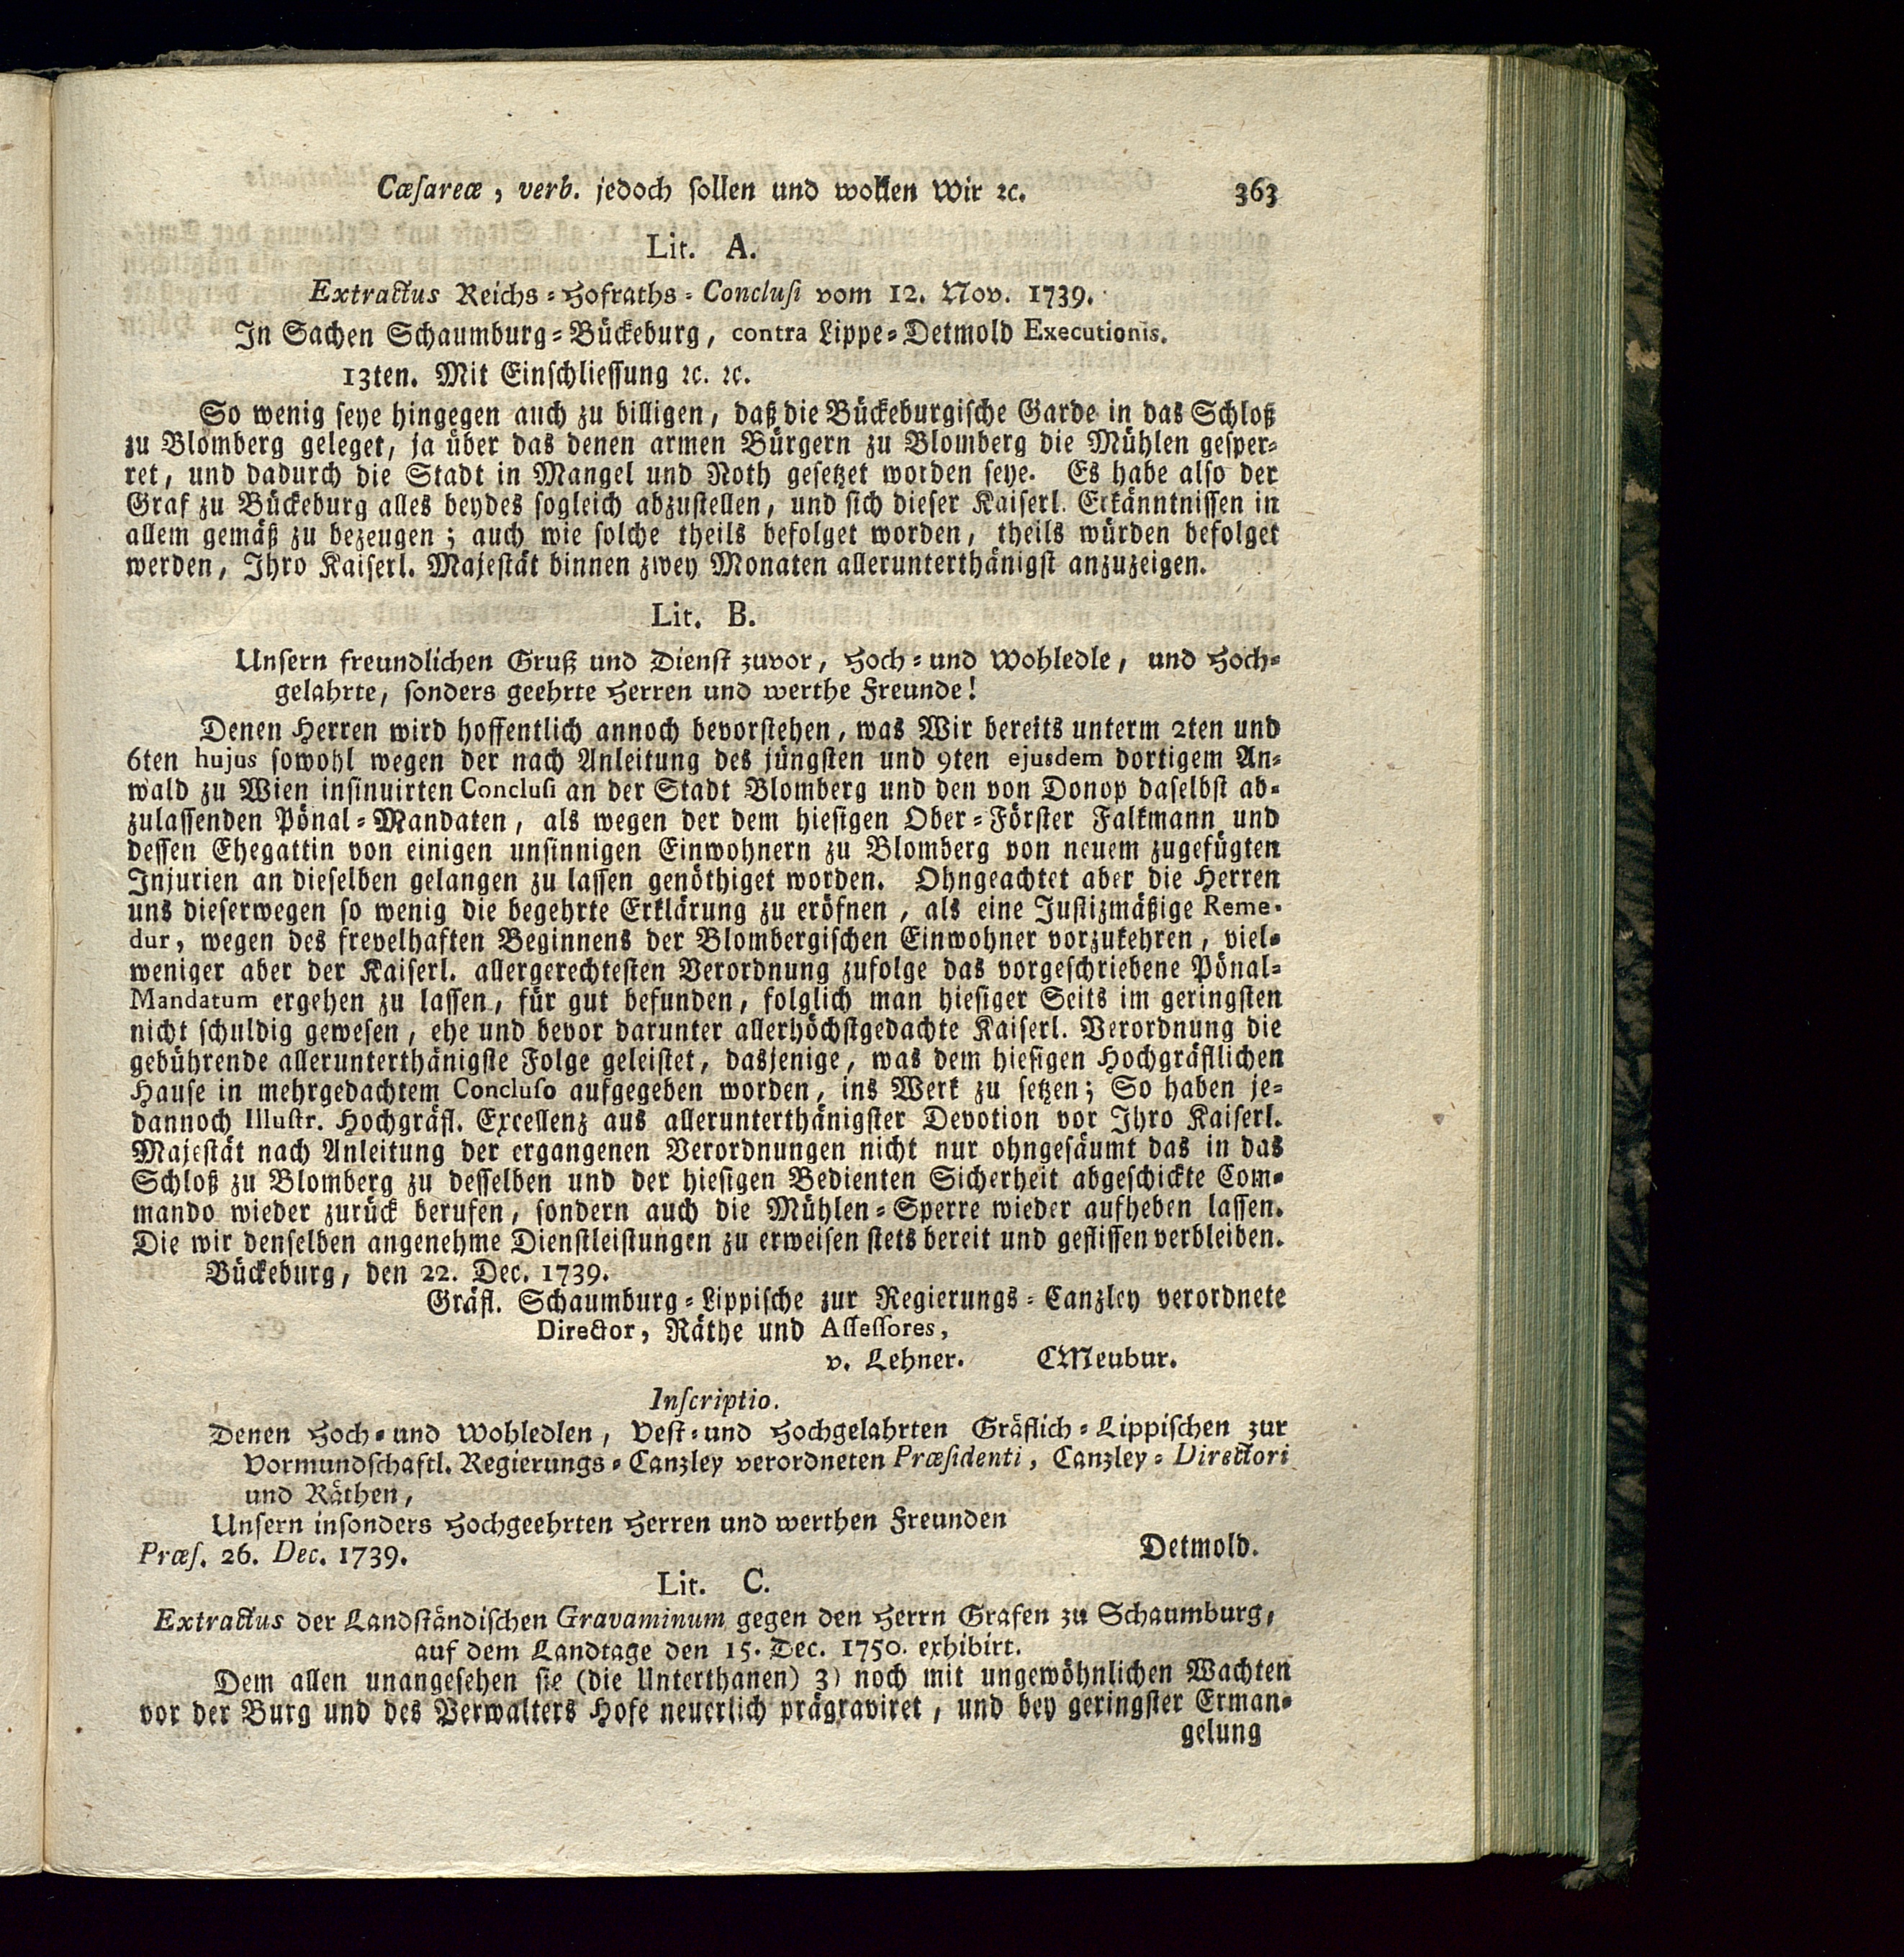 Cæsareæ, verb. jedoch sollen und wollen Wir ꝛc. 363
Lit. A.
Extractus Reichs-Hofraths-Conclusi vom 12. Nov. 1739.
In Sachen Schaumburg-Bückeburg, contra Lippe-Detmold Executionis.
13ten. Mit Einschliessung ꝛc. ꝛc.
So wenig seye hingegen auch zu billigen, daß die Bückeburgische Garde in das Schloß
zu Blomberg geleget, ja über das denen armen Bürgern zu Blomberg die Mühlen gesper-
ret, und dadurch die Stadt in Mangel und Noth gesetzet worden seye. Es habe also der
Graf zu Bückeburg alles beydes sogleich abzustellen, und sich dieser Kaiserl. Erkänntnissen in
allem gemäß zu bezeugen; auch wie solche theils befolget worden, theils würden befolget
werden, Ihro Kaiserl. Majestät binnen zwey Monaten allerunterthänigst anzuzeigen.
Lit. B.
Unsern freundlichen Gruß und Dienst zuvor, Hoch-und Wohledle, und Hoch-
gelahrte, sonders geehrte Herren und werthe Freunde!
Denen Herren wird hoffentlich annoch bevorstehen, was Wir bereits unterm 2ten und
6ten hujus sowohl wegen der nach Anleitung des jüngsten und 9ten ejusdem dortigem An-
wald zu Wien insinuirten Conclusi an der Stadt Blomberg und den von Donop daselbst ab-
zulassenden Pönal-Mandaten, als wegen der dem hiesigen Ober-Förster Falkmann und
dessen Ehegattin von einigen unsinnigen Einwohnern zu Blomberg von neuem zugefügten
Injurien an dieselben gelangen zu lassen genöthiget worden. Ohngeachtet aber die Herren
uns dieserwegen so wenig die begehrte Erklärung zu eröfnen, als eine Justizmäßige Reme-
dur, wegen des frevelhaften Beginnens der Blombergischen Einwohner vorzukehren, viel-
weniger aber der Kaiserl. allergerechtesten Verordnung zufolge das vorgeschriebene Pönal-
Mandatum ergehen zu lassen, für gut befunden, folglich man hiesiger Seits im geringsten
nicht schuldig gewesen, ehe und bevor darunter allerhöchstgedachte Kaiserl. Verordnung die
gebührende allerunterthänigste Folge geleistet, dasjenige, was dem hiesigen Hochgräfllichen
Hause in mehrgedachtem Concluso aufgegeben worden, ins Werk zu setzen; So haben je-
dannoch Illustr. Hochgräfl. Excellenz aus allerunterthänigster Devotion vor Ihro Kaiserl.
Majestät nach Anleitung der ergangenen Verordnungen nicht nur ohngesäumt das in das
Schloß zu Blomberg zu desselben und der hiesigen Bedienten Sicherheit abgeschickte Com-
mando wieder zurück berufen, sondern auch die Mühlen-Sperre wieder aufheben lassen.
Die wir denselben angenehme Dienstleistungen zu erweisen stets bereit und geflissen verbleiben.
Bückeburg, den 22. Dec. 1739.
Gräfl. Schaumburg-Lippische zur Regierungs-Canzley verordnete
Director, Räthe und Assessores,
v. Lehner. CMeubur.
Inscriptio.
Denen Hoch-und Wohledlen, Vest-und Hochgelahrten Gräflich-Lippischen zur
Vormundschaftl. Regierungs-Canzley verordneten Præsidenti, Canzley-Directori
und Räthen,
Unsern insonders Hochgeehrten Herren und werthen Freunden
Præs. 26. Dec. 1739. Detmold.
Lit. C.
Extractus der Landständischen Gravaminum gegen den Herrn Grafen zu Schaumburg,
auf dem Landtage den 15. Dec. 1750. exhibirt.
Dem allen unangesehen sie (die Unterthanen) 3) noch mit ungewöhnlichen Wachten
vor der Burg und des Verwalters Hofe neuerlich prägraviret, und bey geringster Erman-
gelung